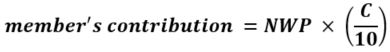 member's contribution = NWP × (C/10)